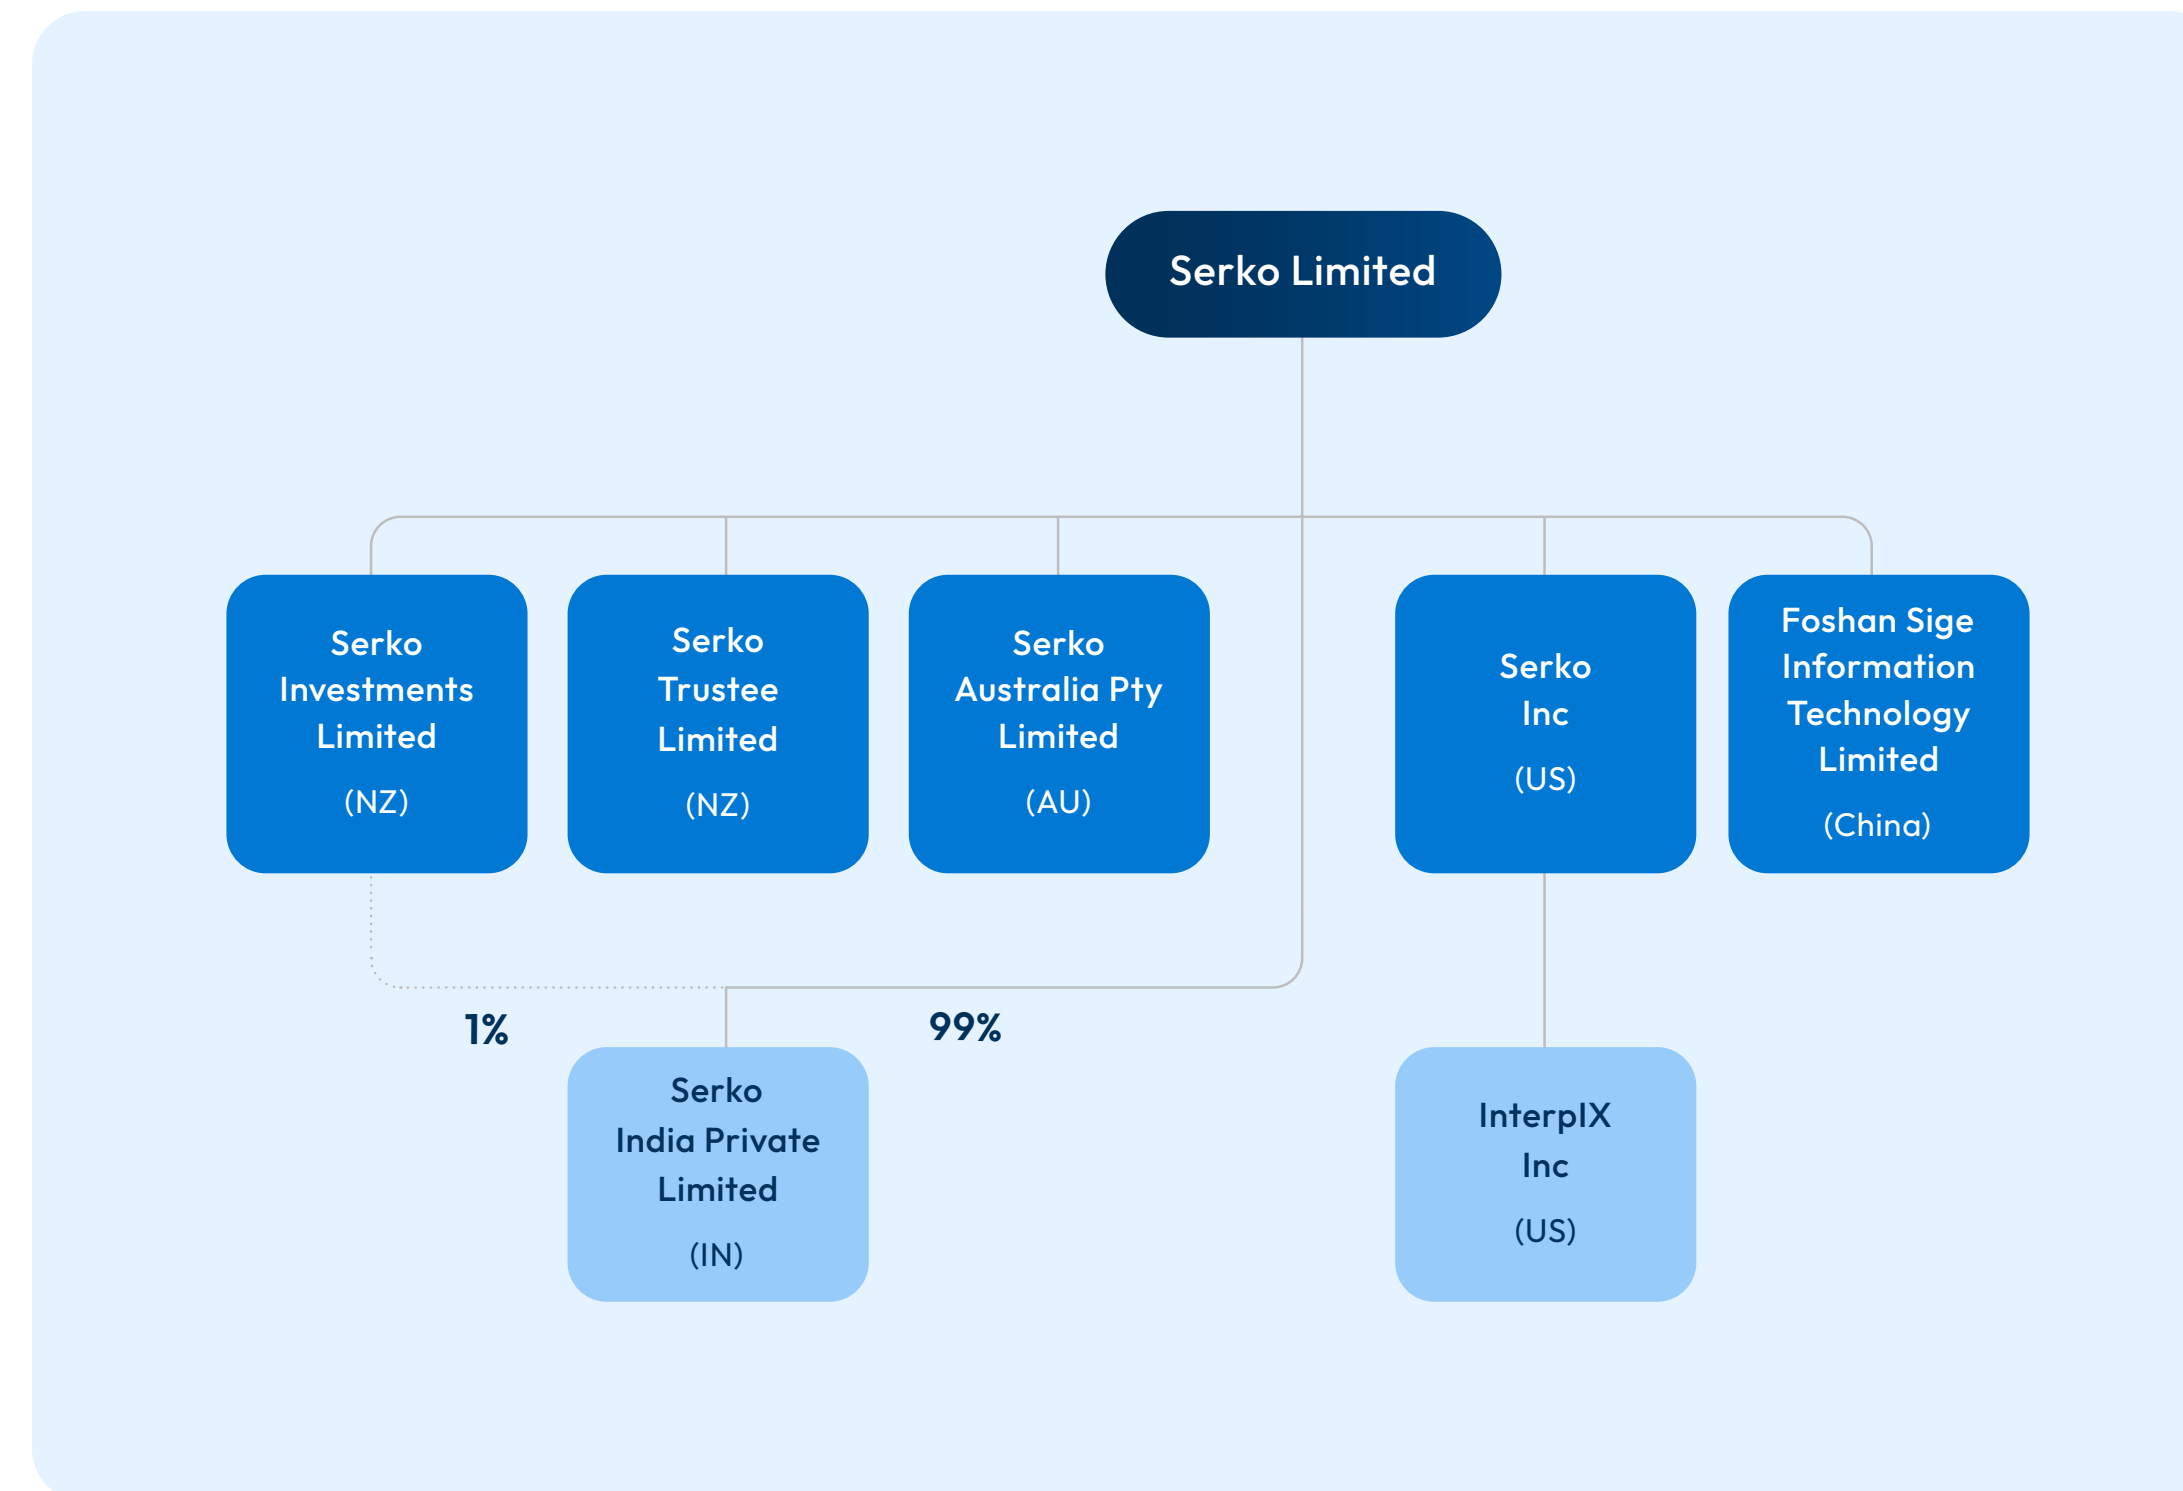 Serko Limited
Serko
Investments
Limited
(NZ)
Serko
Trustee
Limited
(NZ)
Serko
Australia Pty
Limited
(AU)
Serko
Inc
(US)
Foshan Sige
Information
Technology
Limited
(China)
1%
99%
Serko
India Private
Limited
(IN)
InterpIX
Inc
(US)